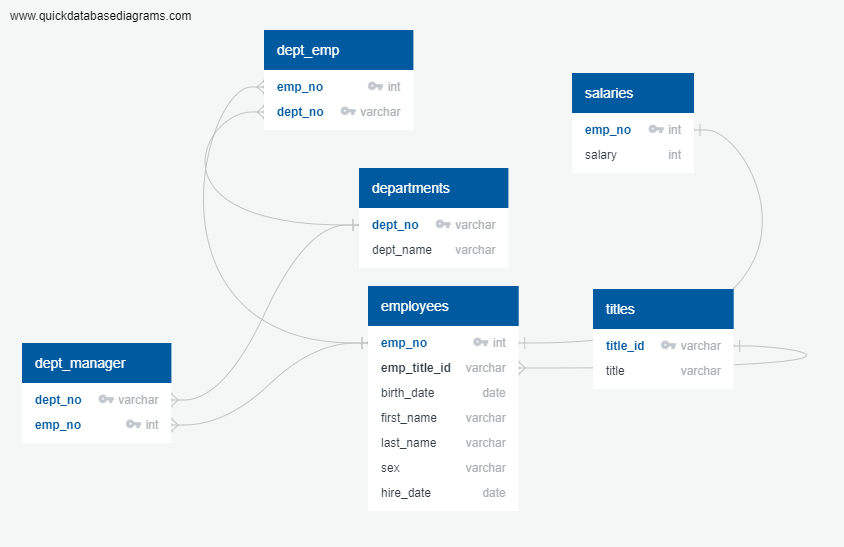 www.quickdatabasediagrams.com
dept_emp
emp_no int
dept_no varchar
salaries
emp_no int
salary int
departments
dept_no varchar
dept_name varchar
employees
emp_no int
emp_title_id varchar
birth_date date
first_name varchar
last_name varchar
sex varchar
hire_date date
titles
title_id varchar
title varchar
dept_manager
dept_no varchar
emp_no int